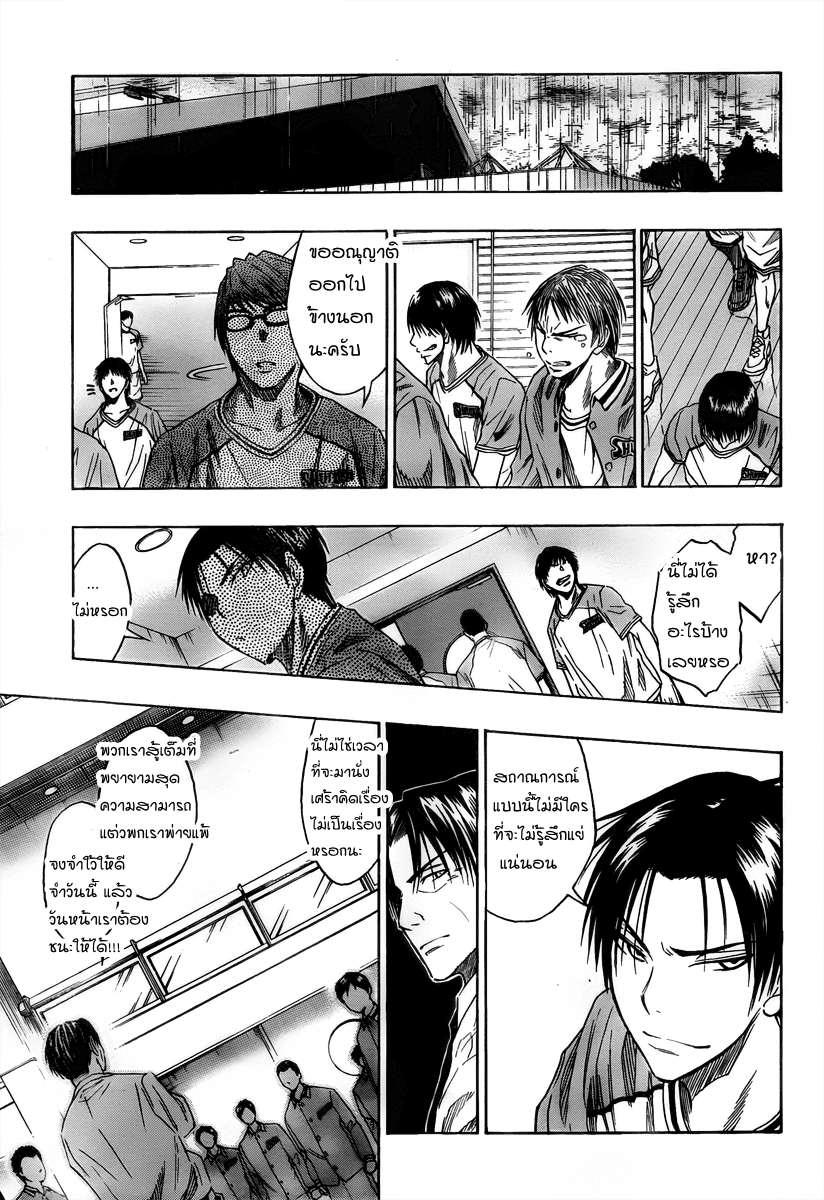 ขออณุญาติ
ออกไป
ข้างนอก
นะครับ
หา?
นี่ไม่ได้
รู้สึก
อะไรบ้าง
เลยหรอ
...
ไม่หรอก
สถาณการณ์
แบบนี้ไม่มีใคร
ที่จะไม่รู้สึกแย่
แน่นอน
นี่ไม่ใช่เวลา
ที่จะมานั่ง
เศร้าคิดเรื่อง
ไม่เป็นเรื่อง
หรอกนะ
พวกเราสู้เต็มที่
พยายามสุด
ความสามารถ
แต่วพกเราพ่ายแพ้
จงจำไว้ให้ดี
จำวันนี้ แล้ว
วันหน้าเราต้อง
ชนะให้ได้!!!